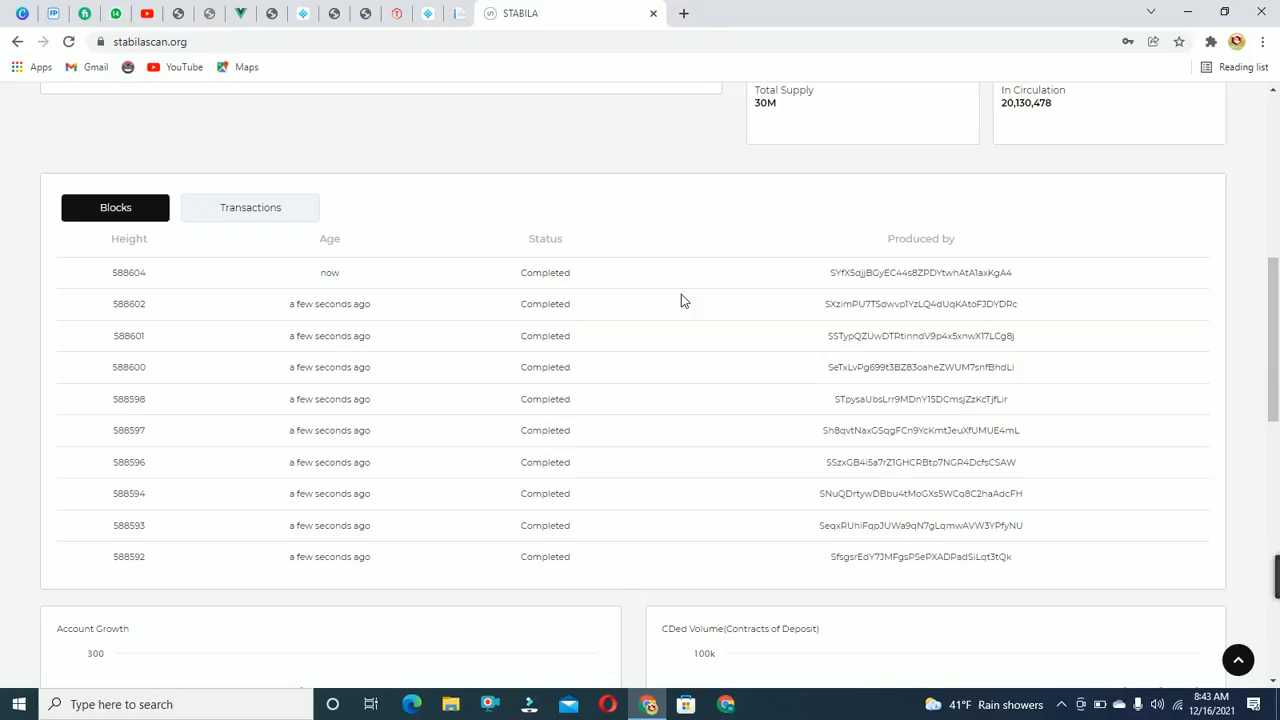 STABILA
stabilascan.org
Apps Gmail YouTube Maps Reading list
Total Supply
30M
In Circulation
20,130,478
Blocks Transactions
Height Age Status Produced by
588604 now Completed SYfX5djjBGyEC44s8ZPDYtwhAtA1axKgA4
588602 a few seconds ago Completed SXzimPU7TSdwvp1YzLQ4dUqKAtoFJDYDRc
588601 a few seconds ago Completed SSTypQZUwDTRtinndV9p4x5xnwX17LCg8j
588600 a few seconds ago Completed SeTxLvPg699t3BZ83oaheZWUM7snfBhdLi
588598 a few seconds ago Completed STpysaUbsLrr9MDnY15DCmsjZzKcTjfLir
588597 a few seconds ago Completed Sh8qvtNaxGSqgFCn9YcKmtJeuXfUMUE4mL
588596 a few seconds ago Completed SSzxGB4i5a7rZ1GHCRBtp7NGR4DcfsCSAW
588594 a few seconds ago Completed SNuQDrtywDBbu4tMoGXs5WCq8C2haAdcFH
588593 a few seconds ago Completed SeqxRUhiFqpJUWa9qN7gLqmwAVW3YPfyNU
588592 a few seconds ago Completed SfsgsrEdY7JMFgsPSePXADPadSiLqt3tQk
Account Growth
300
CDed Volume(Contracts of Deposit)
100k
Type here to search
41°F Rain showers
8:43 AM
12/16/2021